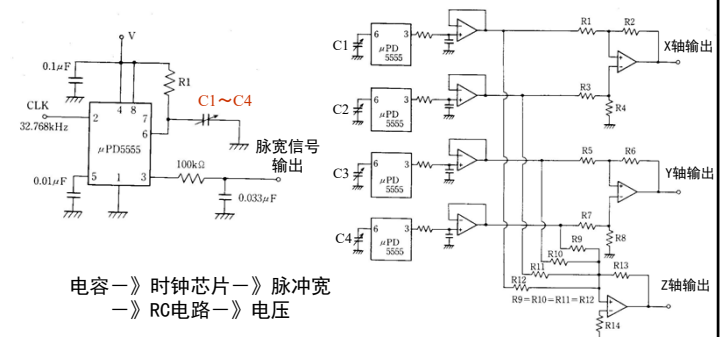 V
0.1μF
R1
C1～C4
CLK
32.768kHz
4 8
2
7
6
μPD5555
5
1
3
0.01μF
100kΩ
0.033μF
脉宽信号
输出
电容－》时钟芯片－》脉冲宽
－》RC电路－》电压
C1
6 μPD 5555 3
R1
R2
X轴输出
C2
6 μPD 5555 3
R3
R4
C3
6 μPD 5555 3
R5
R6
Y轴输出
C4
6 μPD 5555 3
R7
R8
R9
R10
R11
R12
R13
Z轴输出
R9=R10=R11=R12
R14